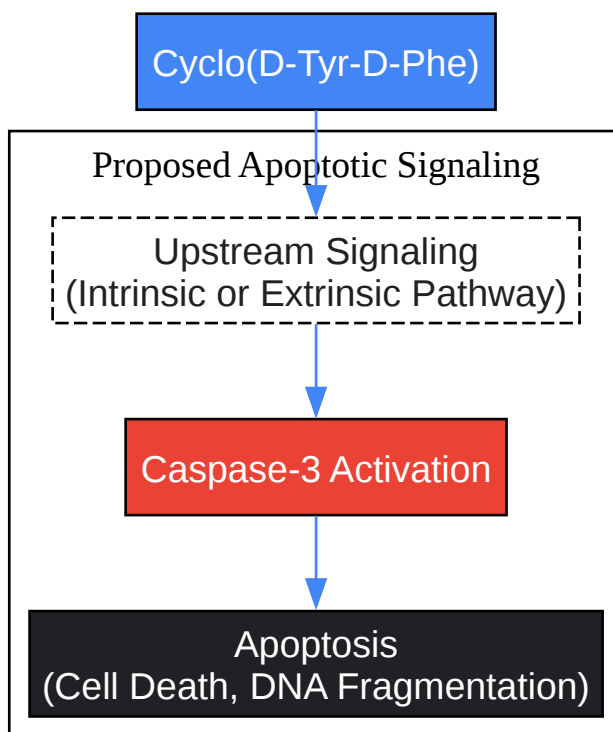 Cyclo(D-Tyr-D-Phe)
Proposed Apoptotic Signaling
Upstream Signaling
(Intrinsic or Extrinsic Pathway)
Caspase-3 Activation
Apoptosis
(Cell Death, DNA Fragmentation)